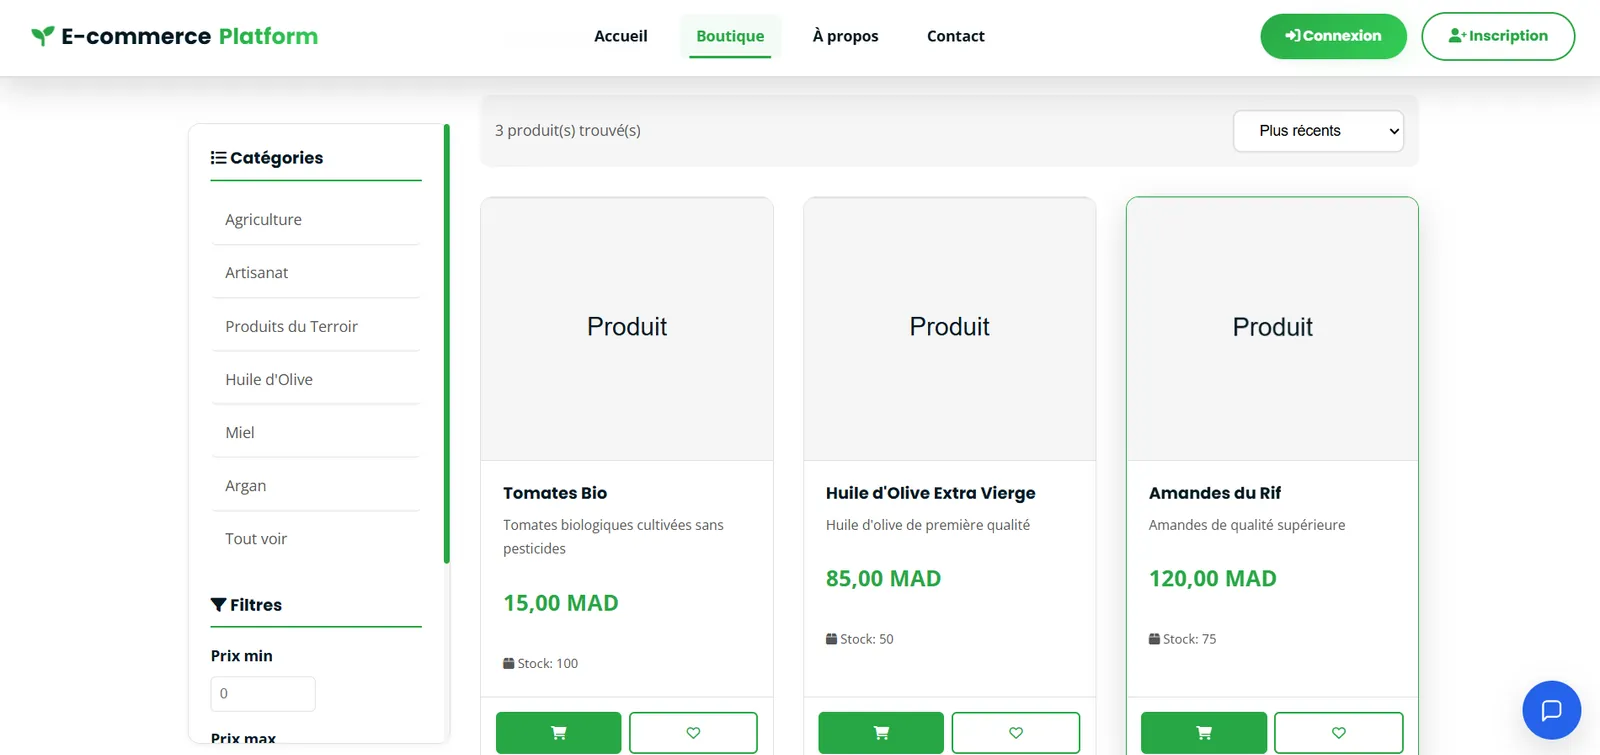 E-commerce Platform
Accueil
Boutique
À propos
Contact
Connexion
Inscription
Catégories
Agriculture
Artisanat
Produits du Terroir
Huile d'Olive
Miel
Argan
Tout voir
Filtres
Prix min
0
Prix max
3 produit(s) trouvé(s)
Plus récents
Produit
Tomates Bio
Tomates biologiques cultivées sans
pesticides
15,00 MAD
Stock: 100
Produit
Huile d'Olive Extra Vierge
Huile d'olive de première qualité
85,00 MAD
Stock: 50
Produit
Amandes du Rif
Amandes de qualité supérieure
120,00 MAD
Stock: 75